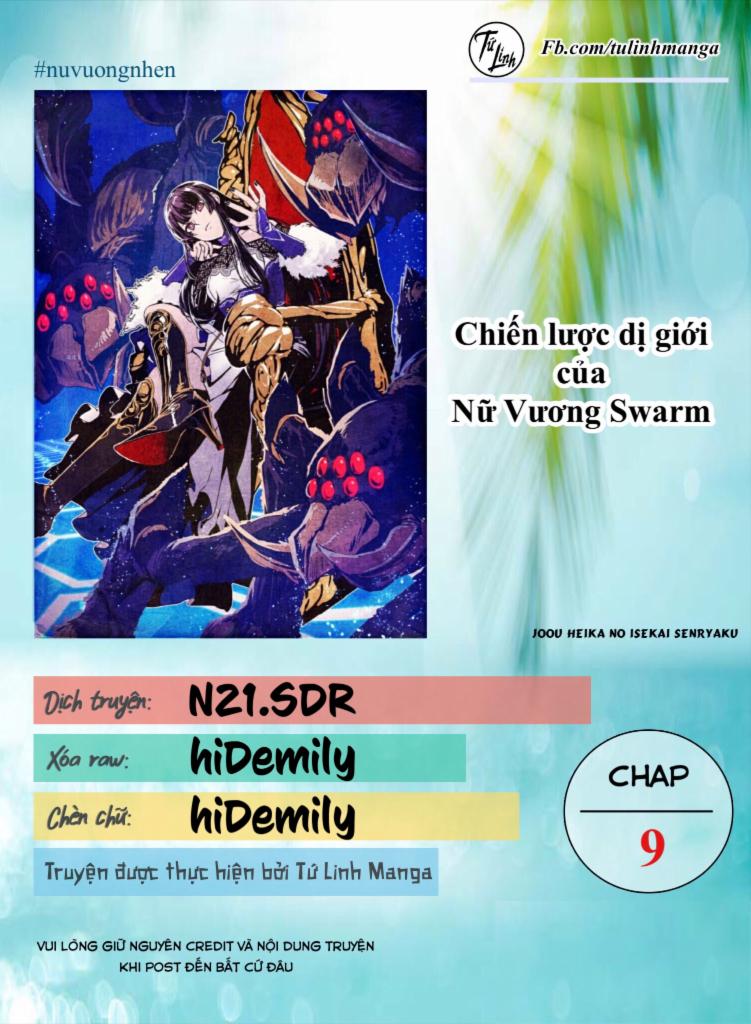 Tứ Linh
Fb.com/tulinhmanga
#nuvuongnhen
Chiến lược dị giới
của
Nữ Vương Swarm
JOOU HEIKA NO ISEKAI SENRYAKU
Dịch truyện: N21.SDR
Xóa raw: hiDemily
Chèn chữ: hiDemily
Truyện được thực hiện bởi Tứ Linh Manga
CHAP
9
VUI LÒNG GIỮ NGUYÊN CREDIT VÀ NỘI DUNG TRUYỆN
KHI POST ĐẾN BẤT CỨ ĐÂU